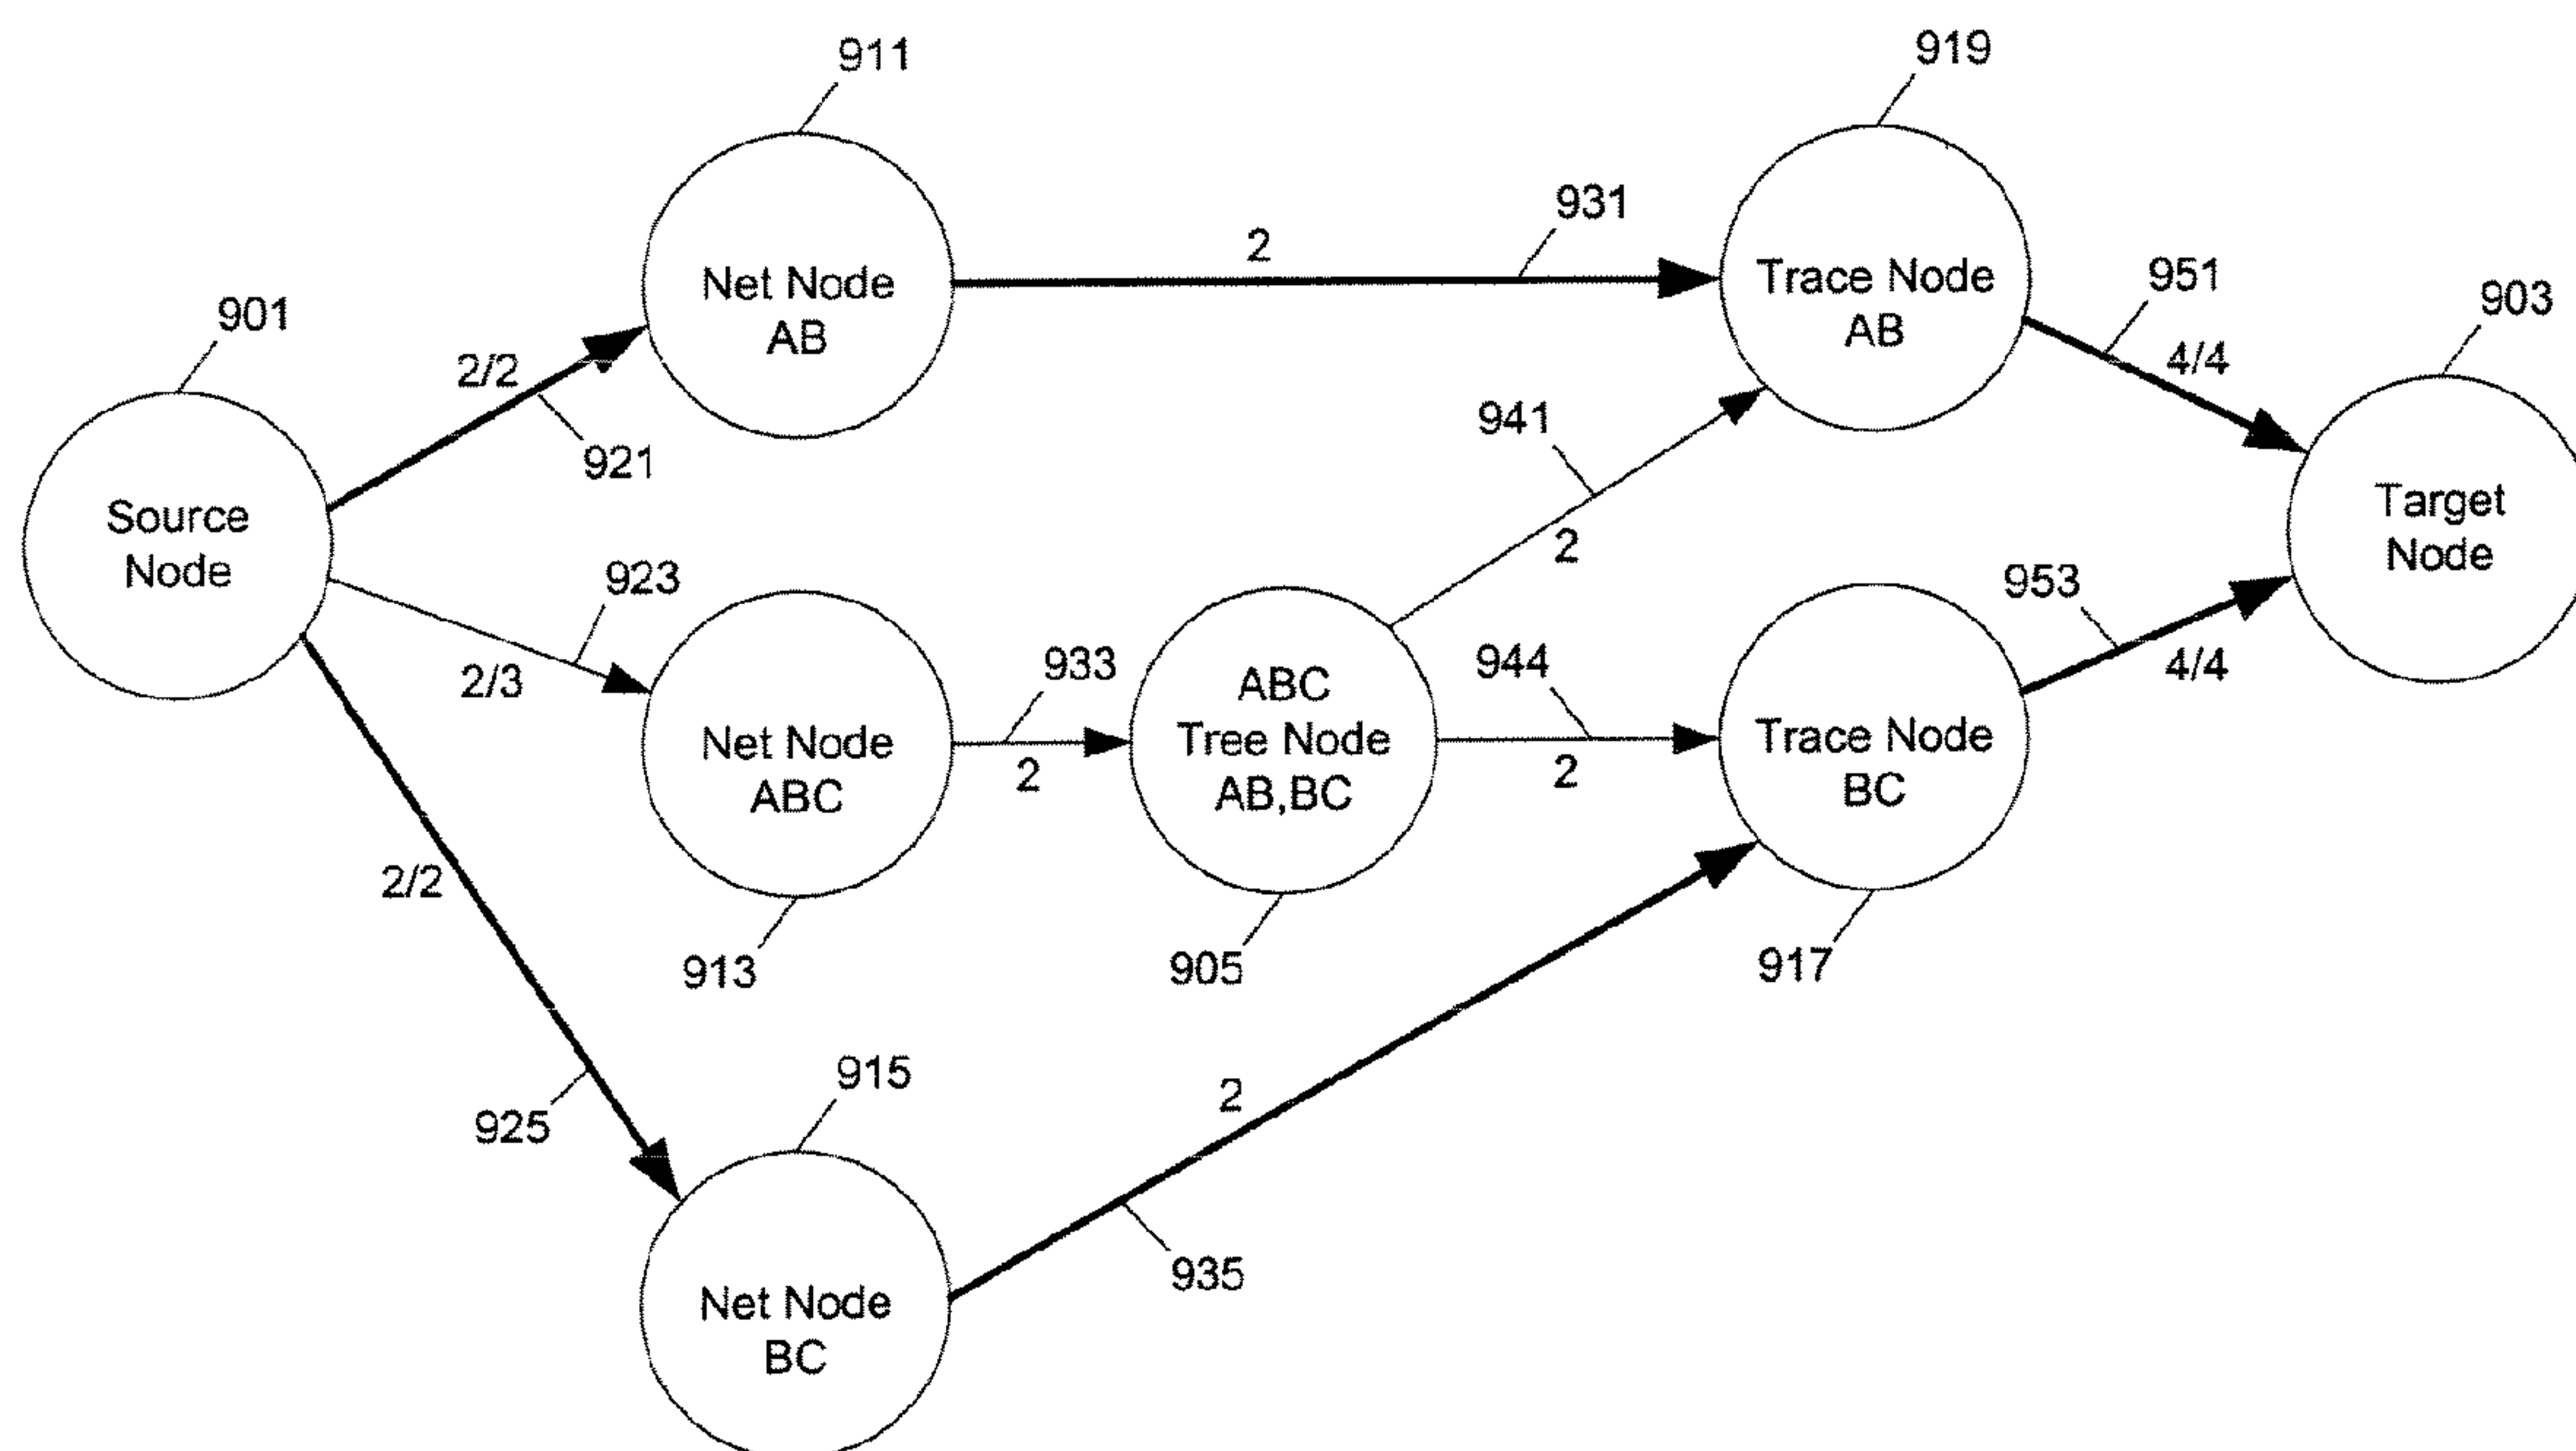 911
919
931
2
Net Node
AB
Trace Node
AB
951
903
901
2/2
4/4
921
941
Source
Node
2
Target
Node
923
953
2/3
933
944
ABC
Tree Node
AB,BC
4/4
Net Node
ABC
2
2
Trace Node
BC
2/2
913
905
917
915
2
925
935
Net Node
BC